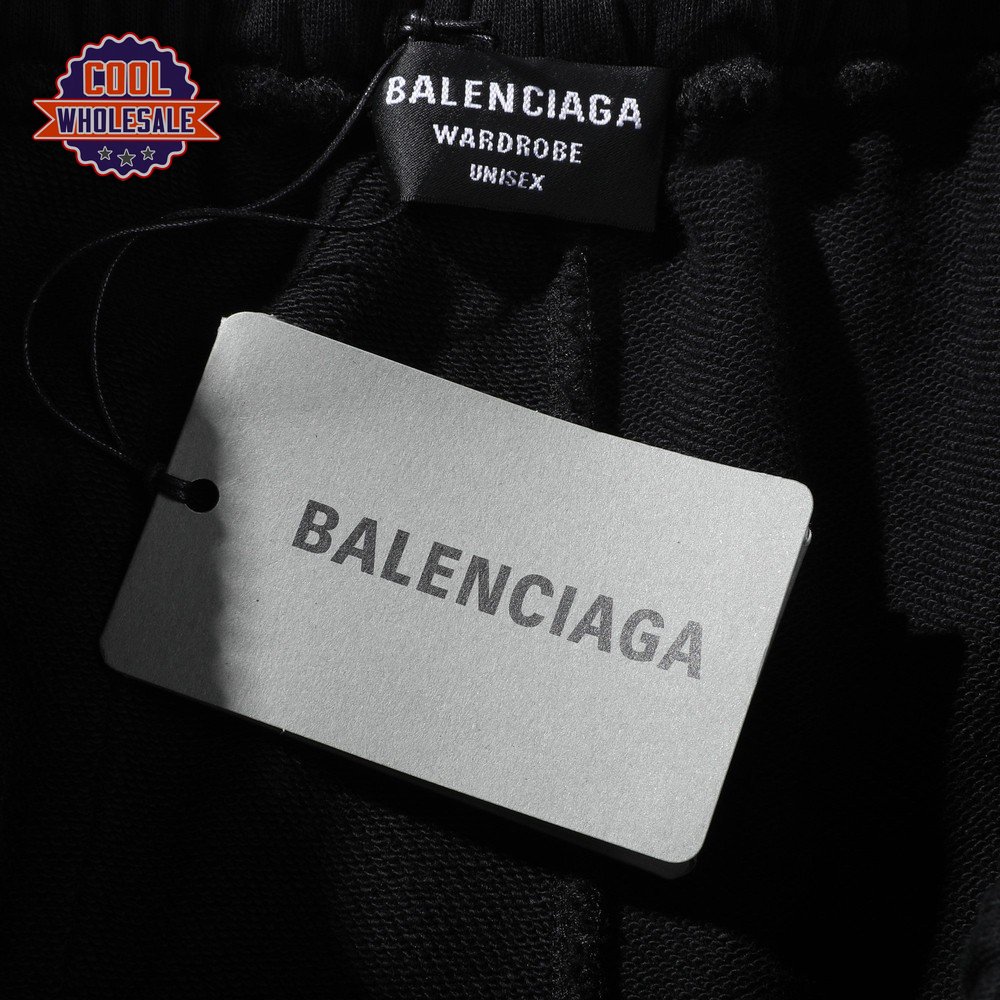 COOL
WHOLESALE
BALENCIAGA
WARDROBE
UNISEX
BALENCIAGA